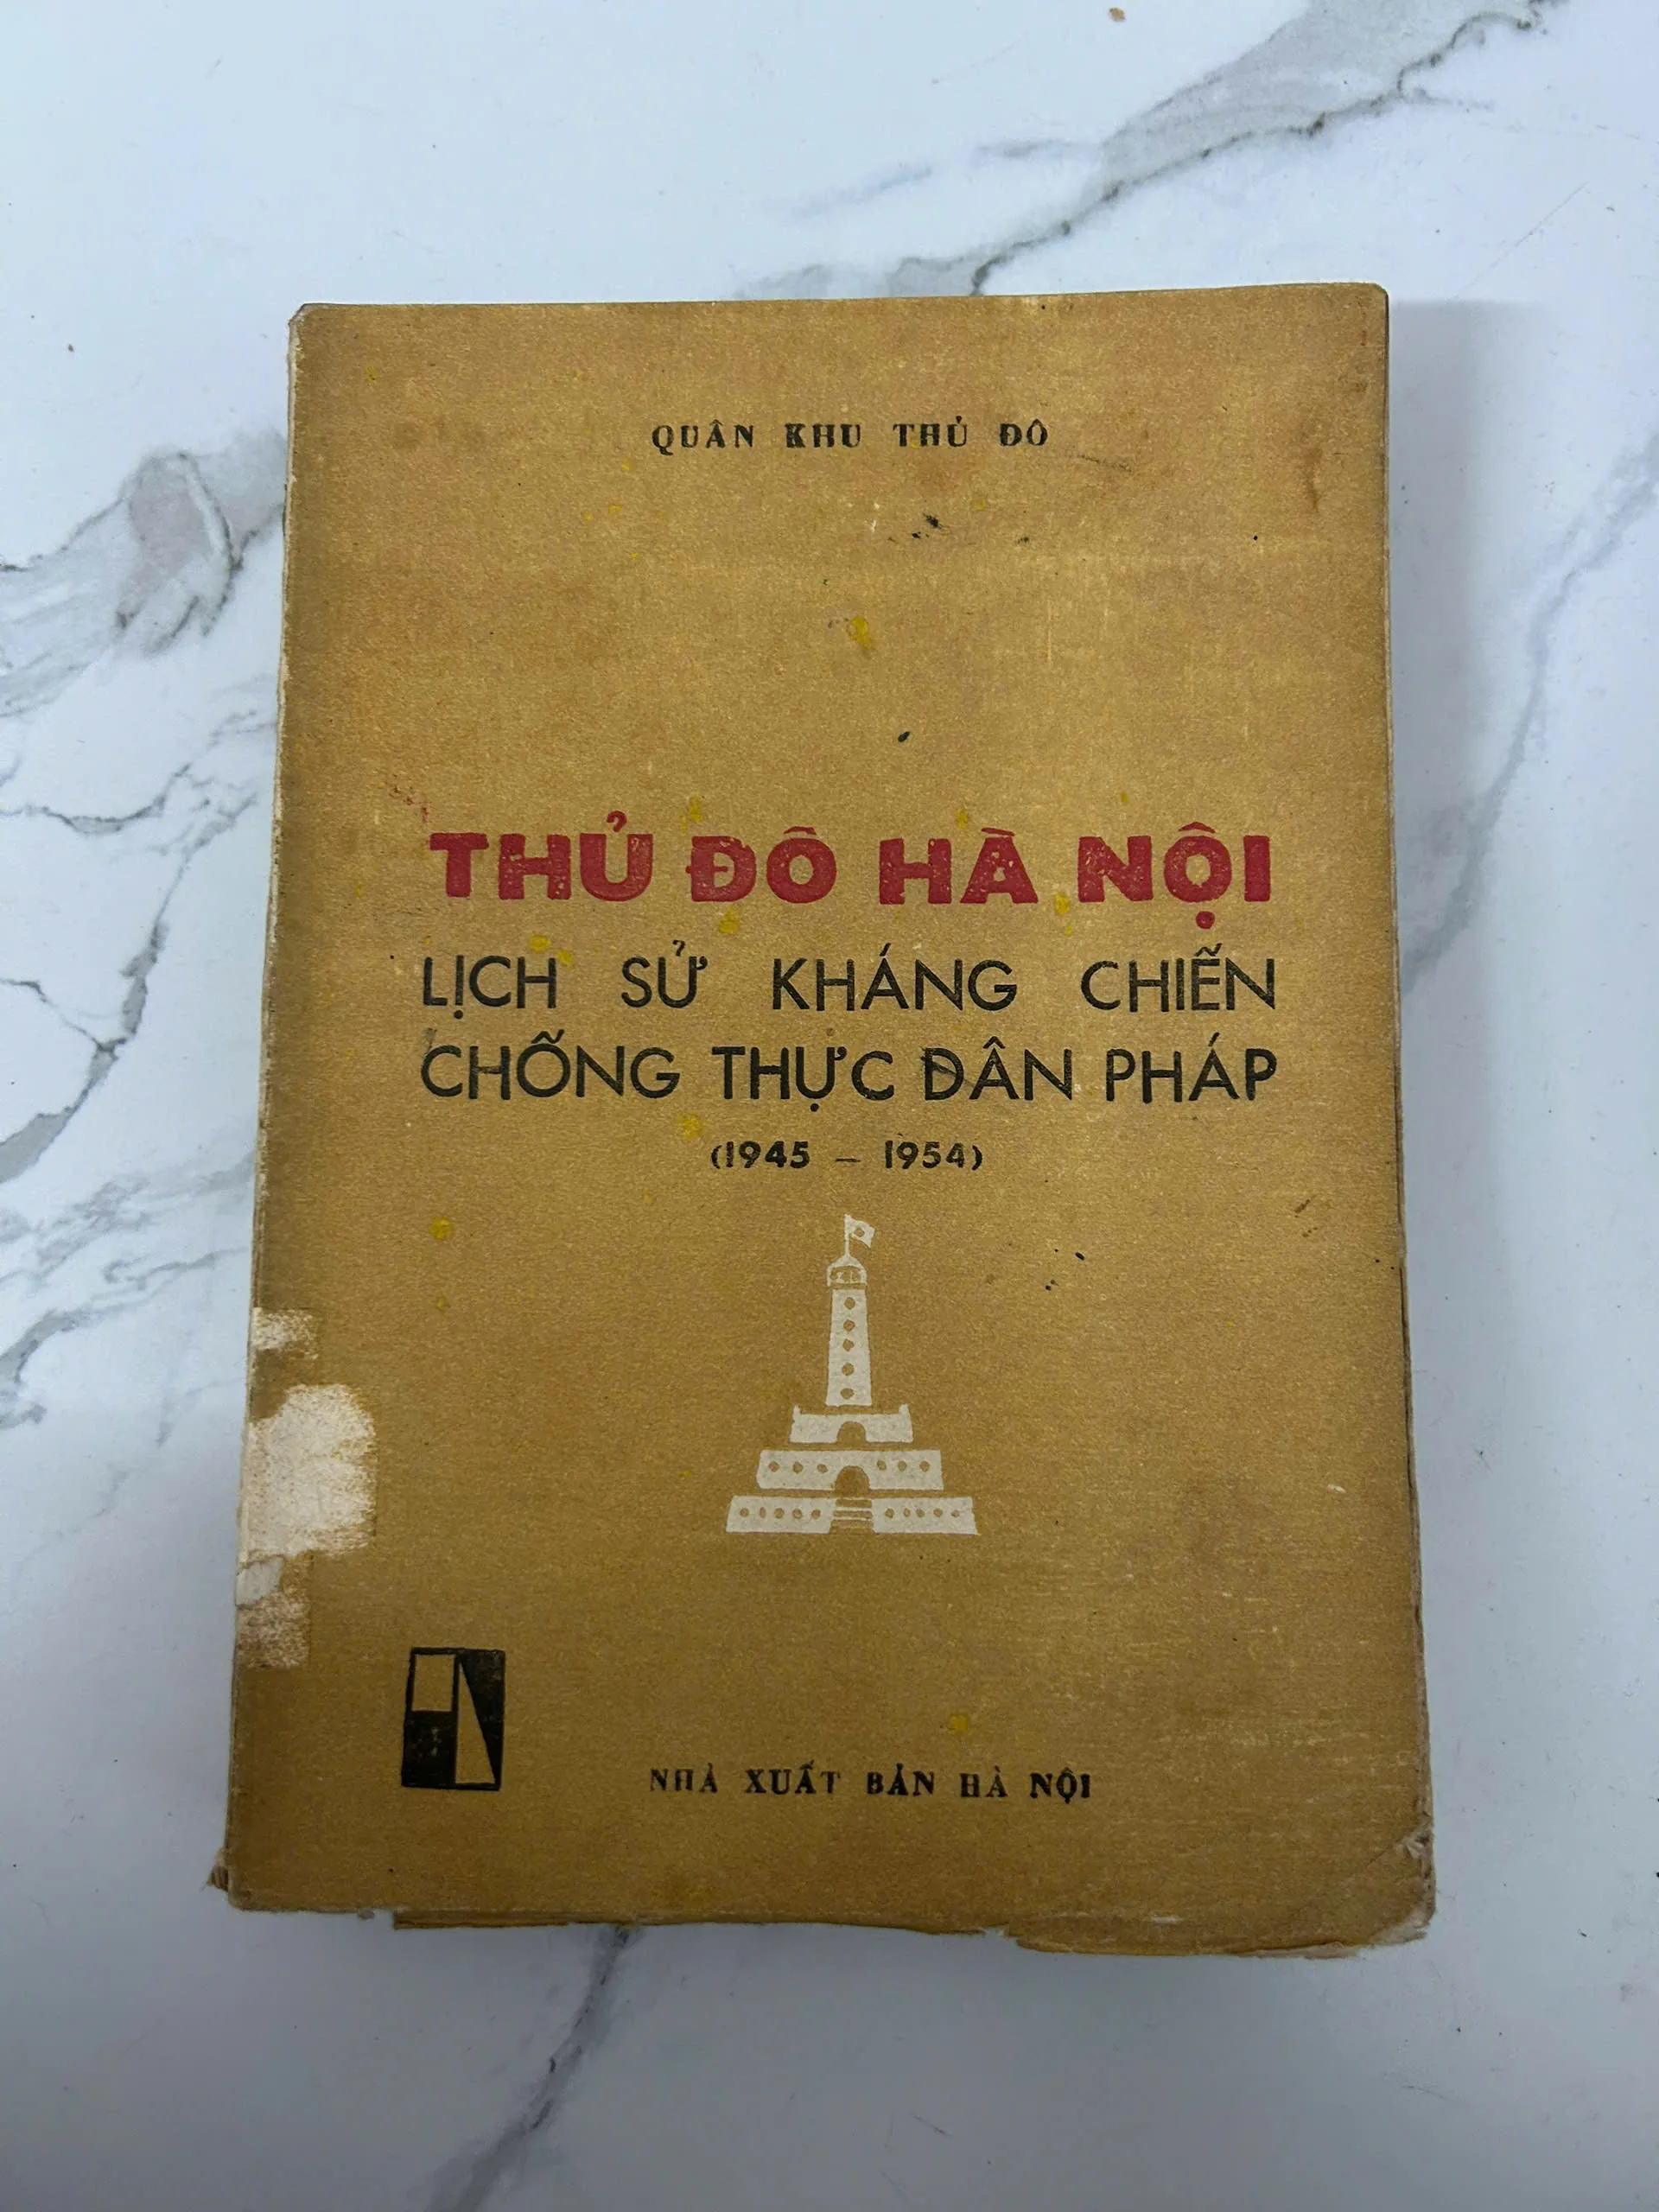 QUÂN KHU THỦ ĐÔ
THỦ ĐÔ HÀ NỘI
LỊCH SỬ KHÁNG CHIẾN
CHỐNG THỰC DÂN PHÁP
(1945 – 1954)
NHÀ XUẤT BẢN HÀ NỘI